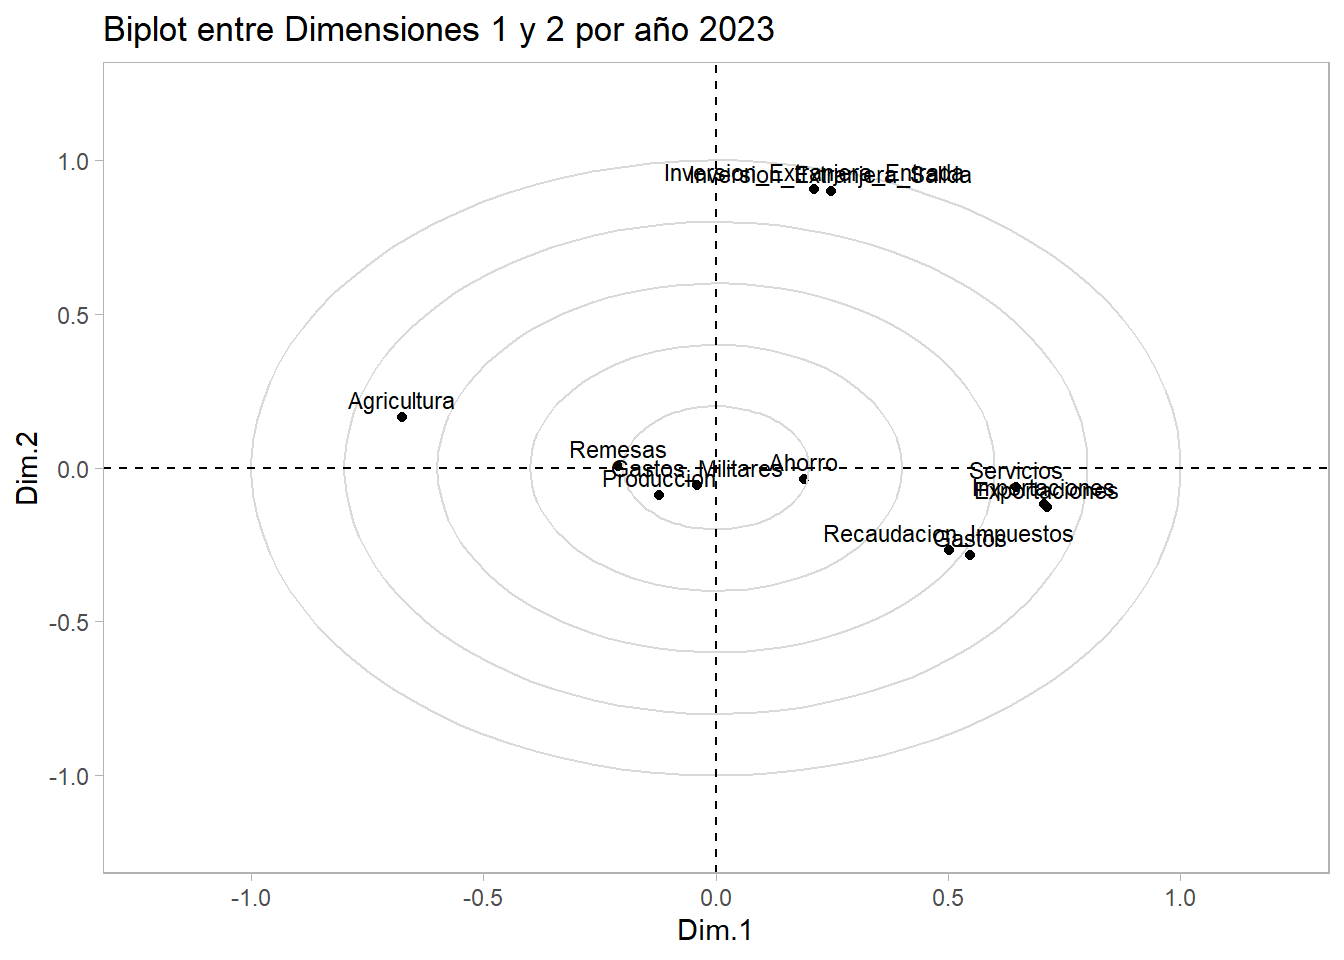 Biplot entre Dimensiones 1 y 2 por año 2023
Inversion_Extranjera_Entrada
Inversion_Extranjera_Salida
Agricultura
Remesas
Gastos_Militares
Ahorro
Produccion
Servicios
Importaciones
Exportaciones
Recaudacion_Impuestos
Gastos
1.0
0.5
0.0
-0.5
-1.0
Dim.2
-1.0
-0.5
0.0
0.5
1.0
Dim.1